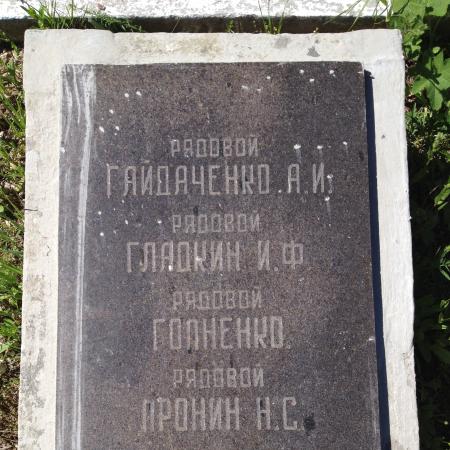 РЯДОВОЙ
ГАЙДАЧЕНКО.А.И.
РЯДОВОЙ
ГЛАДКИН И.Ф
РЯДОВОЙ
ГОЛНЕНКО
РЯДОВОЙ
ПРОНИН Н.С.